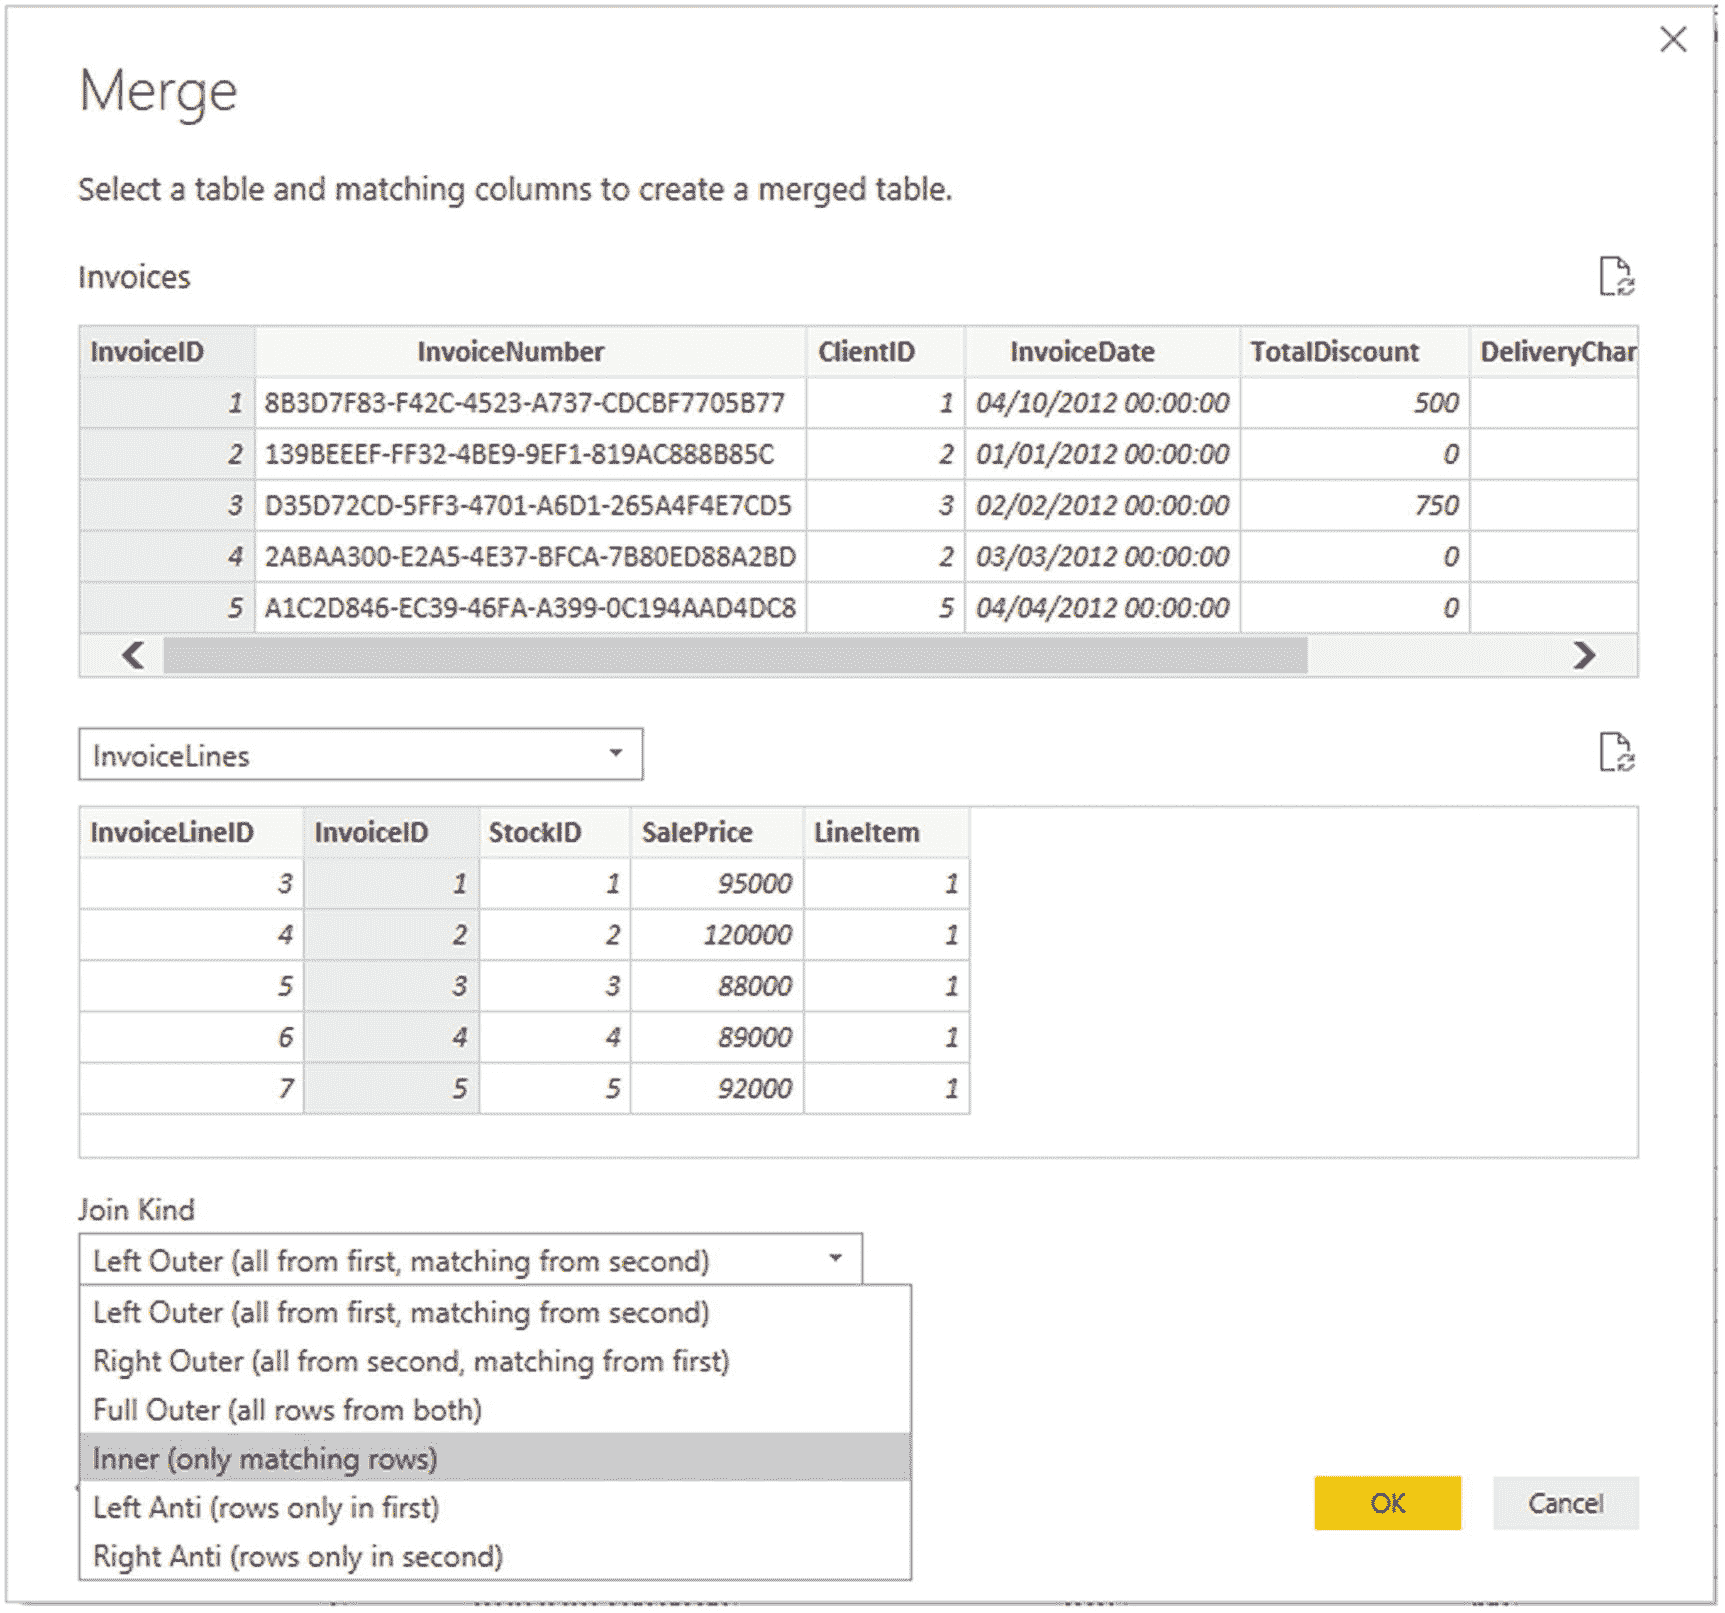 Merge
Select a table and matching columns to create a merged table.
Invoices
InvoiceID InvoiceNumber ClientID InvoiceDate TotalDiscount DeliveryChar
1 8B3D7F83-F42C-4523-A737-CDCBF7705B77 1 04/10/2012 00:00:00 500
2 139BEEEF-FF32-4BE9-9EF1-819AC888B85C 2 01/01/2012 00:00:00 0
3 D35D72CD-5FF3-4701-A6D1-265A4F4E7CD5 3 02/02/2012 00:00:00 750
4 2ABAA300-E2A5-4E37-BFCA-7B80ED88A2BD 2 03/03/2012 00:00:00 0
5 A1C2D846-EC39-46FA-A399-0C194AAD4DC8 5 04/04/2012 00:00:00 0
InvoiceLines
InvoiceLineID InvoiceID StockID SalePrice LineItem
3 1 1 95000 1
4 2 2 120000 1
5 3 3 88000 1
6 4 4 89000 1
7 5 5 92000 1
Join Kind
Left Outer (all from first, matching from second)
Left Outer (all from first, matching from second)
Right Outer (all from second, matching from first)
Full Outer (all rows from both)
Inner (only matching rows)
Left Anti (rows only in first)
Right Anti (rows only in second)
OK Cancel